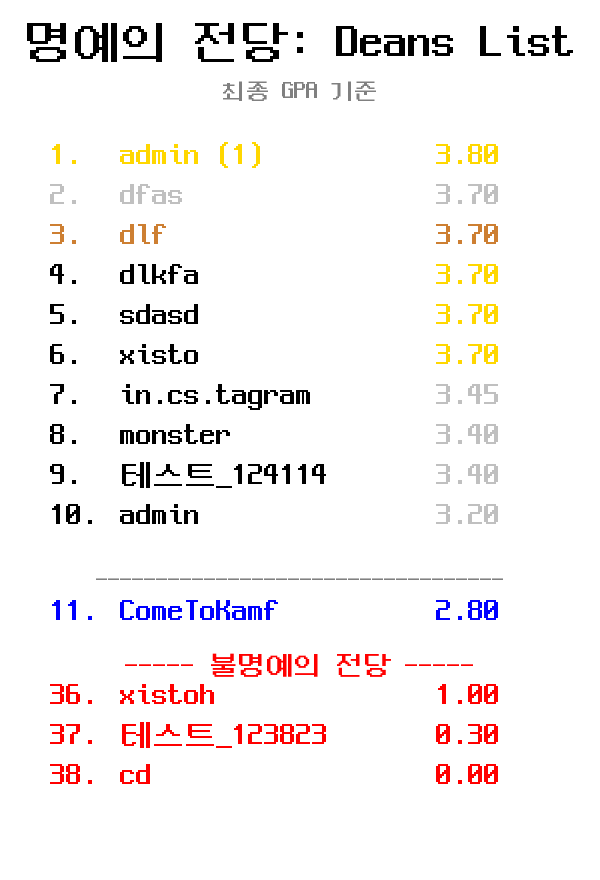 명예의 전당: Deans List
최종 GPA 기준
1. admin (1) 3.80
2. dfas 3.70
3. dlf 3.70
4. dlkfa 3.70
5. sdasd 3.70
6. xisto 3.70
7. in.cs.tagram 3.45
8. monster 3.40
9. 테스트_124114 3.40
10. admin 3.20
----------------------------------
11. ComeToKamf 2.80
----- 불명예의 전당 -----
36. xistoh 1.00
37. 테스트_123823 0.30
38. cd 0.00